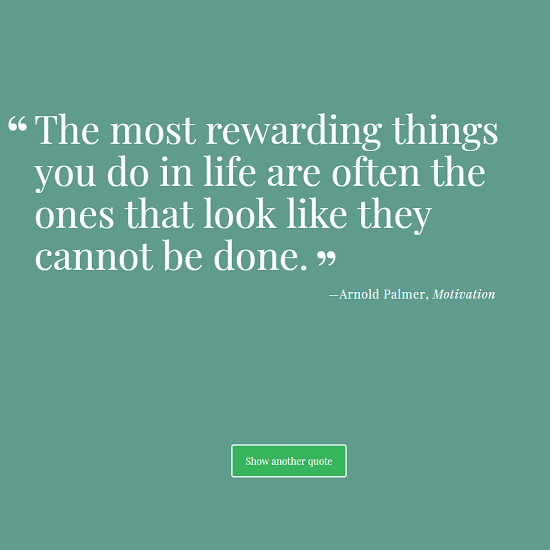 “The most rewarding things
you do in life are often the
ones that look like they
cannot be done.”
—Arnold Palmer, Motivation
Show another quote